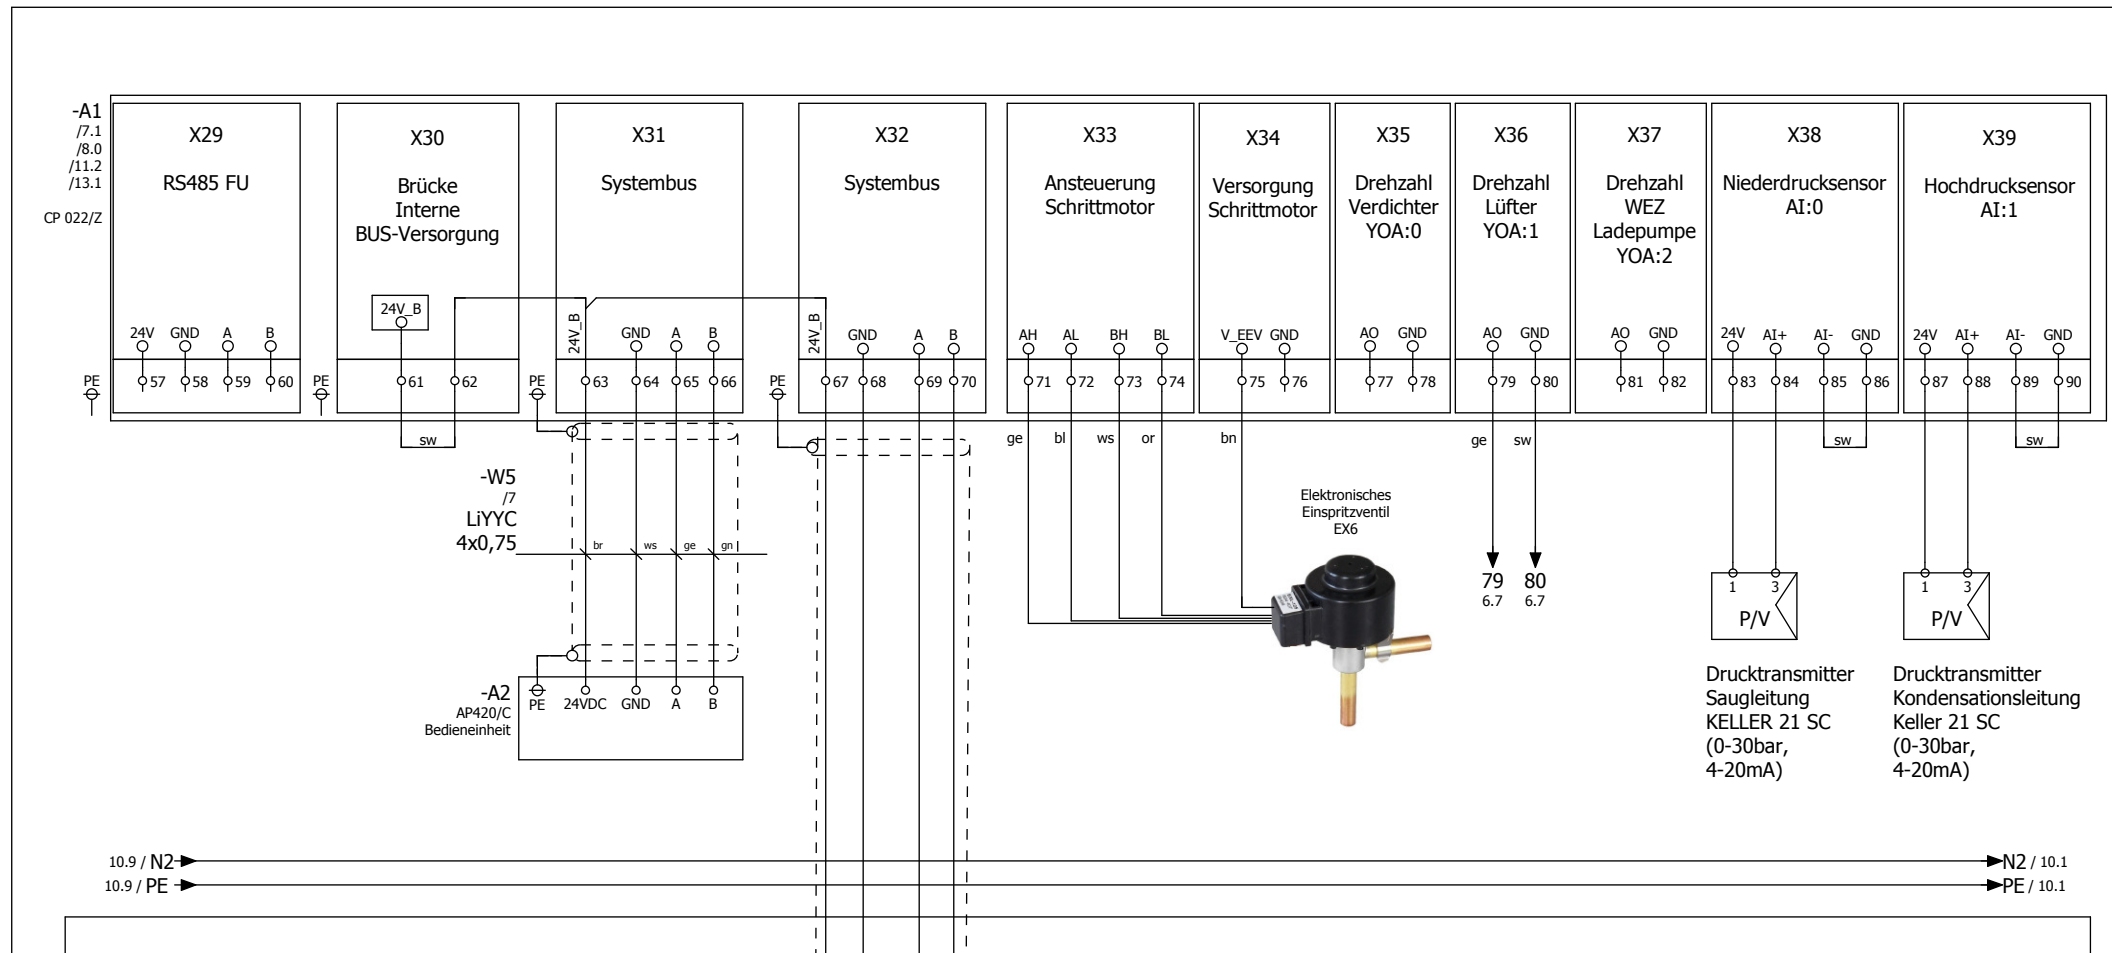 -A1
/7.1
/8.0
/11.2
/13.1
CP 022/Z
X29
RS485 FU
24V GND A B
PE
57 58 59 60
X30
Brücke
Interne
BUS-Versorgung
24V_B
PE
61 62
sw
X31
Systembus
24V_B GND A B
PE
63 64 65 66
X32
Systembus
24V_B GND A B
PE
67 68 69 70
X33
Ansteuerung
Schrittmotor
AH AL BH BL
71 72 73 74
ge bl ws or
X34
Versorgung
Schrittmotor
V_EEV GND
75 76
bn
X35
Drehzahl
Verdichter
YOA:0
AO GND
77 78
X36
Drehzahl
Lüfter
YOA:1
AO GND
79 80
ge sw
79 80
6.7 6.7
X37
Drehzahl
WEZ
Ladepumpe
YOA:2
AO GND
81 82
X38
Niederdrucksensor
AI:0
24V AI+ AI- GND
83 84 85 86
sw
X39
Hochdrucksensor
AI:1
24V AI+ AI- GND
87 88 89 90
sw
-W5
/7
LiYYC
4x0,75
br ws ge gn
-A2
AP420/C
Bedieneinheit
PE 24VDC GND A B
Elektronisches
Einspritzventil
EX6
1 3
P/V
Drucktransmitter
Saugleitung
KELLER 21 SC
(0-30bar,
4-20mA)
1 3
P/V
Drucktransmitter
Kondensationsleitung
Keller 21 SC
(0-30bar,
4-20mA)
10.9 / N2 N2 / 10.1
10.9 / PE PE / 10.1